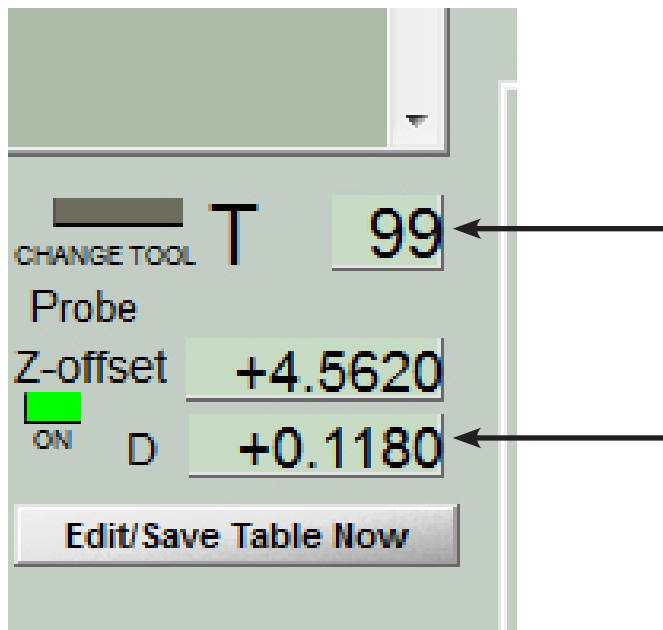 T 99
CHANGE TOOL
Probe
Z-offset +4.5620
ON
D +0.1180
Edit/Save Table Now